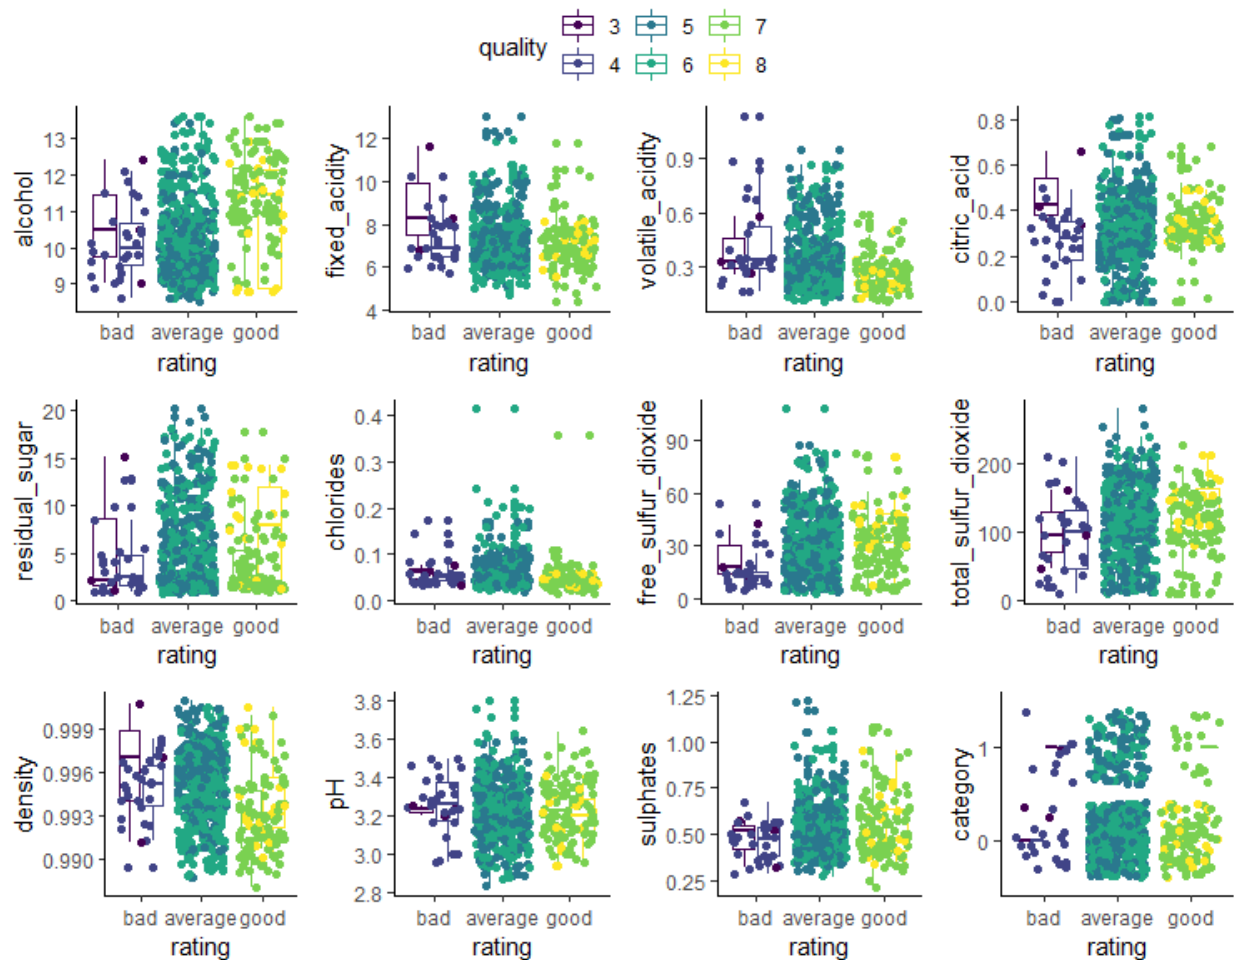 quality
3 5 7
4 6 8
alcohol
13
12
11
10
9
bad average good
rating
fixed_acidity
12
10
8
6
4
bad average good
rating
volatile_acidity
0.9
0.6
0.3
bad average good
rating
citric_acid
0.8
0.6
0.4
0.2
0.0
bad average good
rating
residual_sugar
20
15
10
5
0
bad average good
rating
chlorides
0.4
0.3
0.2
0.1
0.0
bad average good
rating
free_sulfur_dioxide
90
60
30
0
bad average good
rating
total_sulfur_dioxide
200
100
0
bad average good
rating
density
0.999
0.996
0.993
0.990
bad average good
rating
pH
3.8
3.6
3.4
3.2
3.0
2.8
bad average good
rating
sulphates
1.25
1.00
0.75
0.50
0.25
bad average good
rating
category
1
0
bad average good
rating